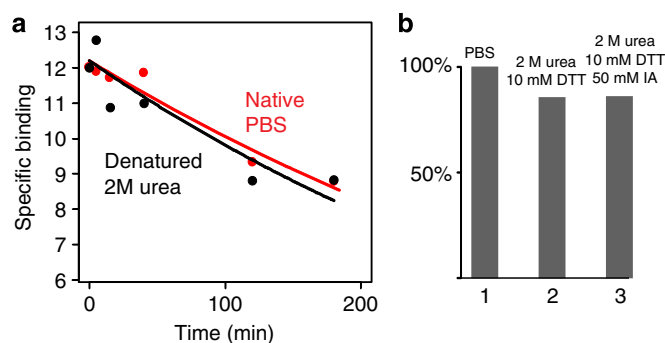 a
13
12
11
10
9
8
7
6
Specific binding
Native
PBS
Denatured
2M urea
0
100
200
Time (min)
b
100%
50%
PBS
2 M urea
10 mM DTT
2 M urea
10 mM DTT
50 mM IA
1
2
3